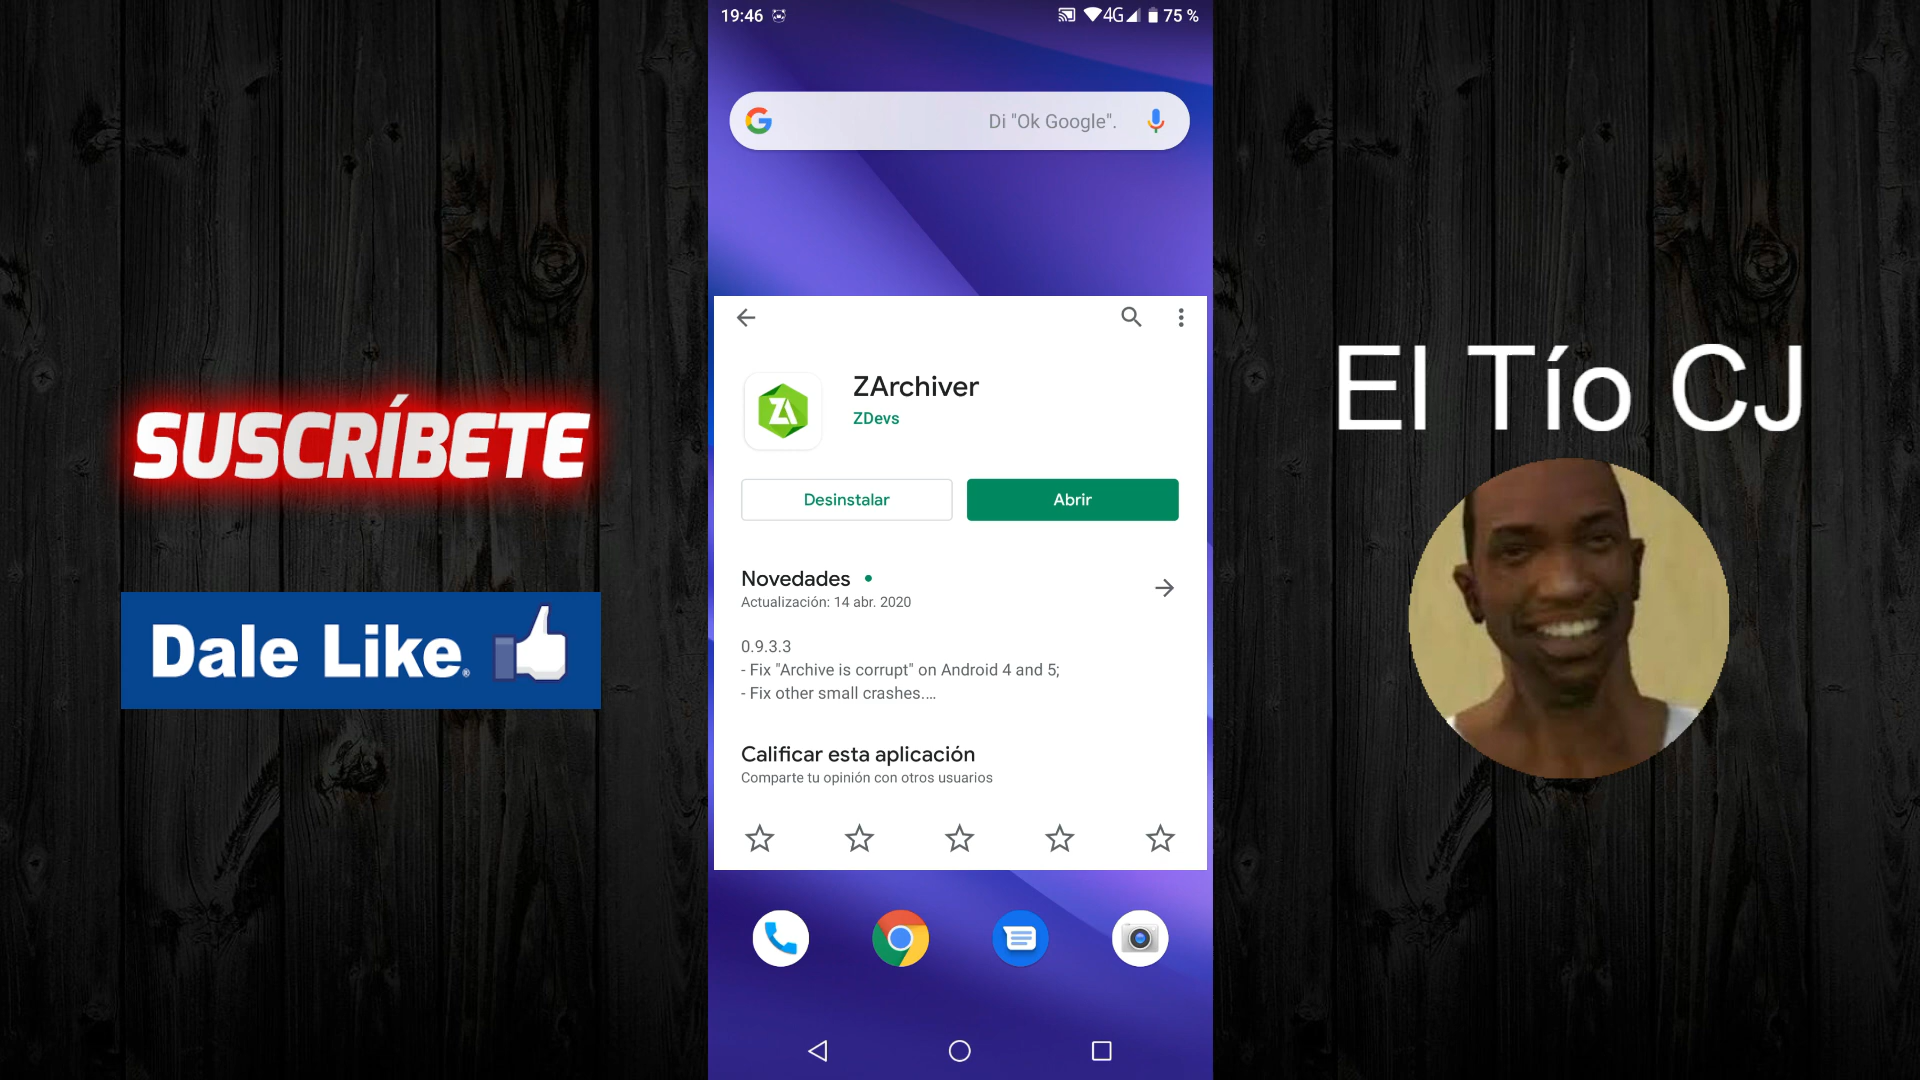 19:46
4G
75 %
Di "Ok Google".
ZArchiver
ZDevs
Desinstalar
Abrir
Novedades
Actualización: 14 abr. 2020
0.9.3.3
- Fix "Archive is corrupt" on Android 4 and 5;
- Fix other small crashes....
Calificar esta aplicación
Comparte tu opinión con otros usuarios
SUSCRÍBETE
Dale Like®
El Tío CJ